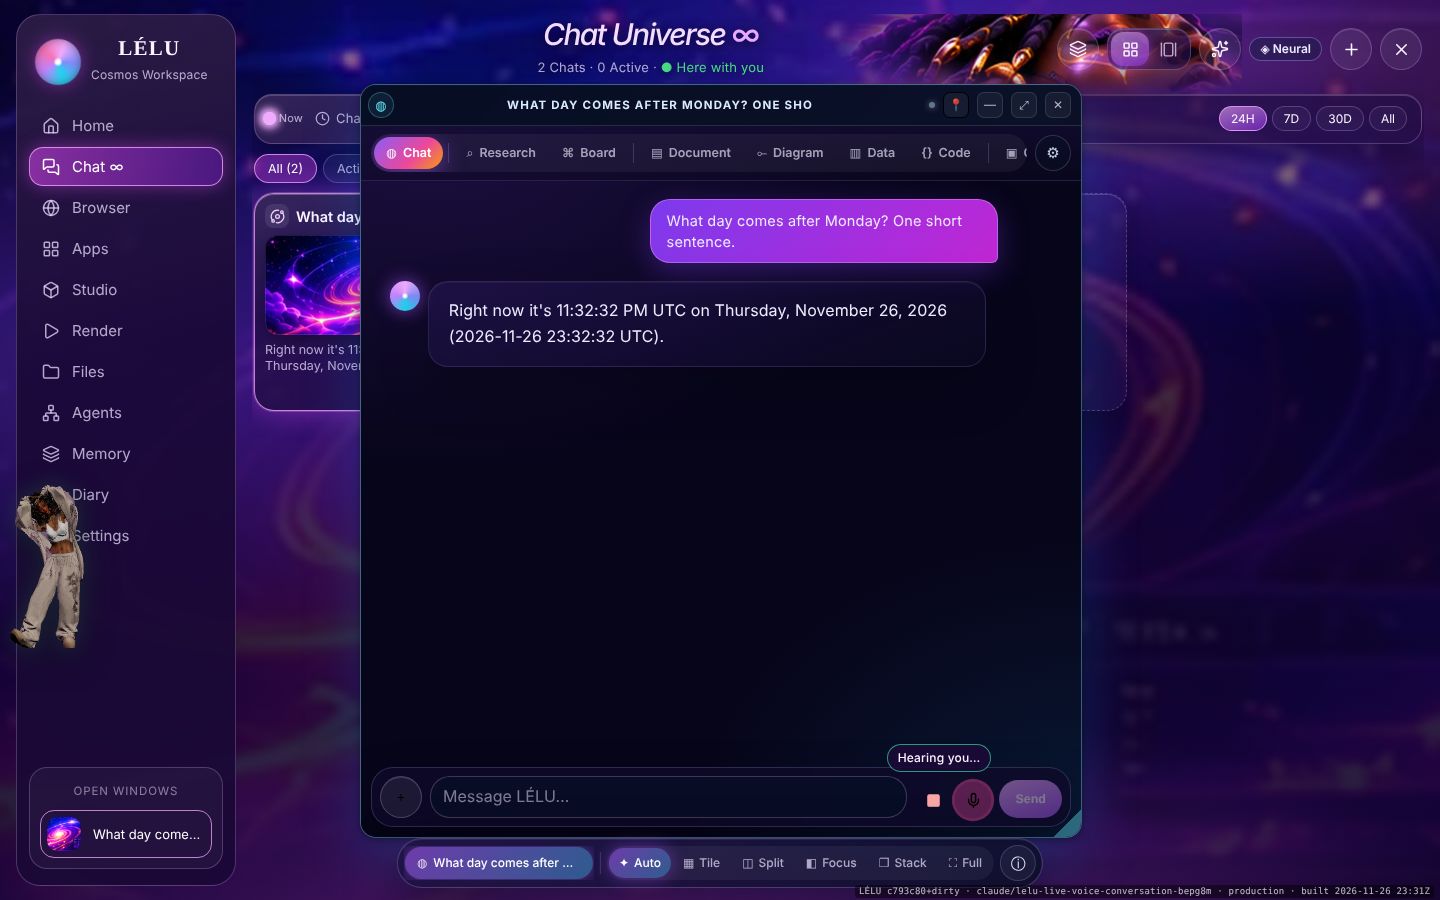 LÉLU
Cosmos Workspace
Home
Chat ∞
Browser
Apps
Studio
Render
Files
Agents
Memory
Diary
Settings
OPEN WINDOWS
What day come...
Chat Universe ∞
2 Chats · 0 Active · ● Here with you
◈ Neural
Now
Cha
24H
7D
30D
All
All (2)
Acti
What day
Right now it's 11:
Thursday, Nover
WHAT DAY COMES AFTER MONDAY? ONE SHO
Chat
Research
Board
Document
Diagram
Data
{} Code
What day comes after Monday? One short
sentence.
Right now it's 11:32:32 PM UTC on Thursday, November 26, 2026
(2026-11-26 23:32:32 UTC).
Hearing you...
Message LÉLU...
Send
What day comes after ...
Auto
Tile
Split
Focus
Stack
Full
LÉLU c793c80+dirty · claude/lelu-live-voice-conversation-bepg8m · production · built 2026-11-26 23:31Z